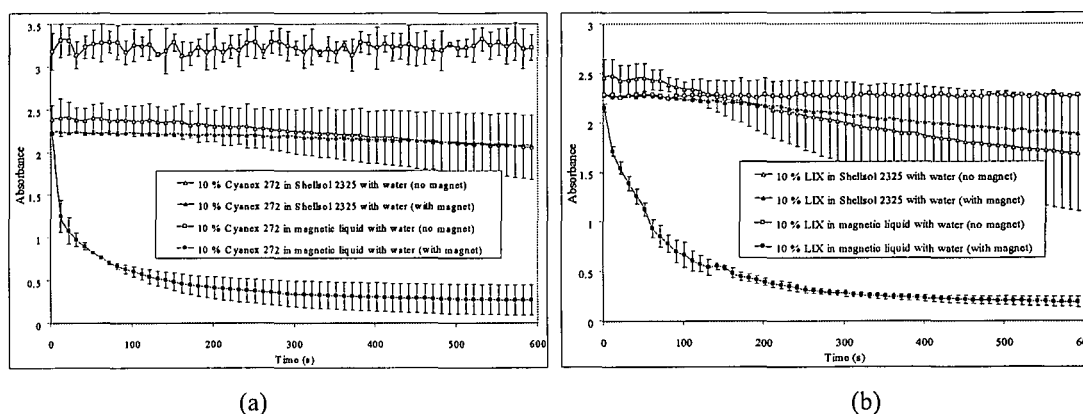 3.5
3
2.5
2
1.5
1
0.5
0
Absorbance
10 % Cyanex 272 in Shellsol 2325 with water (no magnet)
10 % Cyanex 272 in Shellsol 2325 with water (with magnet)
10 % Cyanex 272 in magnetic liquid with water (no magnet)
10 % Cyanex 272 in magnetic liquid with water (with magnet)
0 100 200 300 400 500 600
Time (s)
(a)
3
2.5
2
1.5
1
0.5
0
Absorbance
10 % LIX in Shellsol 2325 with water (no magnet)
10 % LIX in Shellsol 2325 with water (with magnet)
10 % LIX in magnetic liquid with water (no magnet)
10 % LIX in magnetic liquid with water (with magnet)
0 100 200 300 400 500
Time (s)
(b)